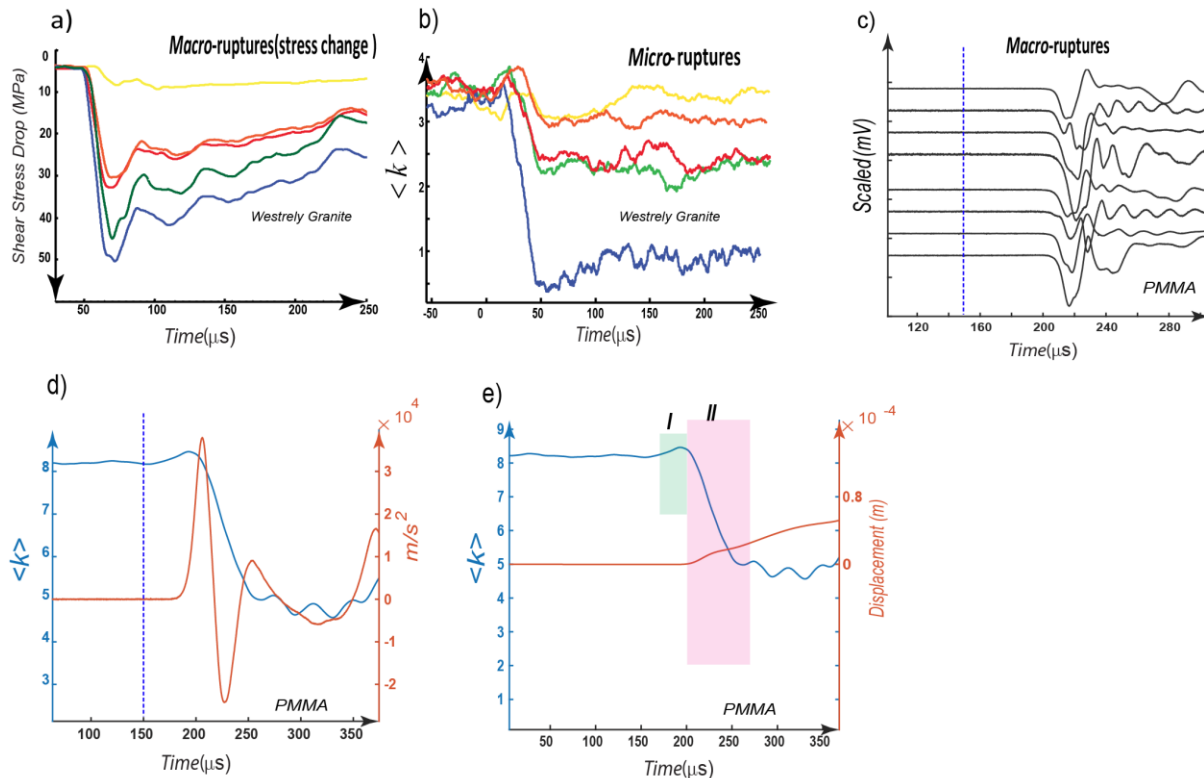 a)
Macro-ruptures(stress change )
Shear Stress Drop (MPa)
0
10
20
30
40
50
Westrely Granite
30
50
100
150
200
250
Time(μs)
b)
Micro-ruptures
< k >
4
3
2
1
Westrely Granite
-50
0
50
100
150
200
250
Time(μs)
c)
Macro-ruptures
Scaled (mV)
PMMA
120
160
200
240
280
Time(μs)
d)
<k>
8
7
6
5
4
3
× 10⁴
3
2
1
0
-1
-2
m/s²
PMMA
100
150
200
250
300
350
Time(μs)
e)
I
II
<k>
9
8
7
6
5
4
3
2
1
× 10⁻⁴
0.8
0
Displacement (m)
PMMA
50
100
150
200
250
300
350
Time(μs)